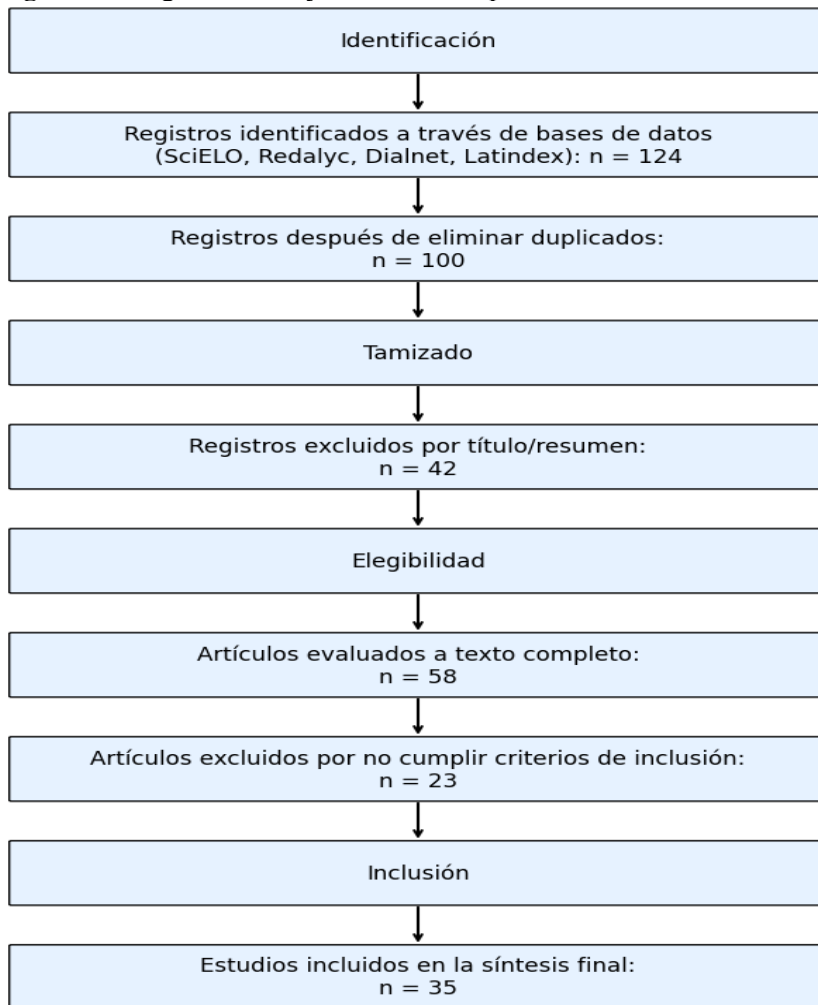 Identificación
Registros identificados a través de bases de datos
(SciELO, Redalyc, Dialnet, Latindex): n = 124
Registros después de eliminar duplicados:
n = 100
Tamizado
Registros excluidos por título/resumen:
n = 42
Elegibilidad
Artículos evaluados a texto completo:
n = 58
Artículos excluidos por no cumplir criterios de inclusión:
n = 23
Inclusión
Estudios incluidos en la síntesis final:
n = 35